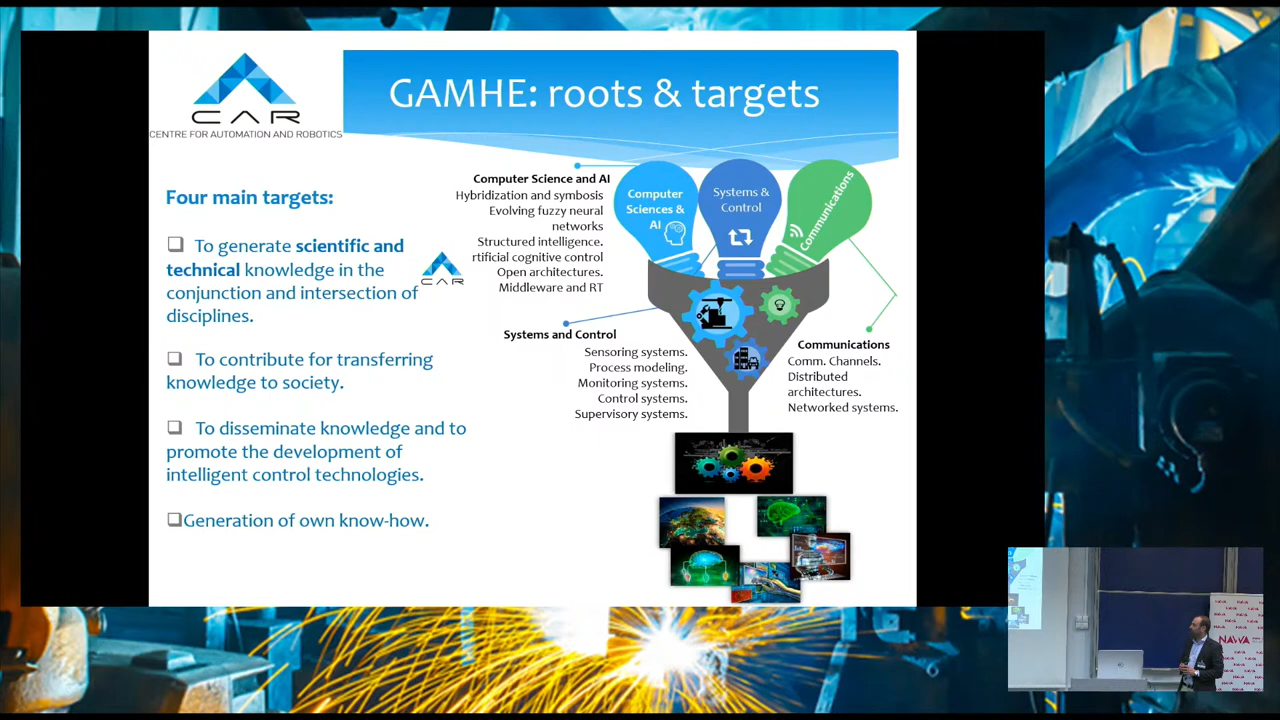 GAMHE: roots & targets
CAR
CENTRE FOR AUTOMATION AND ROBOTICS
Four main targets:
❑ To generate scientific and
technical knowledge in the
conjunction and intersection of
disciplines.
❑ To contribute for transferring
knowledge to society.
❑ To disseminate knowledge and to
promote the development of
intelligent control technologies.
❑Generation of own know-how.
CAR
Computer Science and AI
Hybridization and symbosis
Evolving fuzzy neural
networks
Structured intelligence.
rtificial cognitive control
Open architectures.
Middleware and RT
Computer
Sciences &
AI
Systems &
Control
Communications
Systems and Control
Sensoring systems.
Process modeling.
Monitoring systems.
Control systems.
Supervisory systems.
Communications
Comm. Channels.
Distributed
architectures.
Networked systems.
NAWA